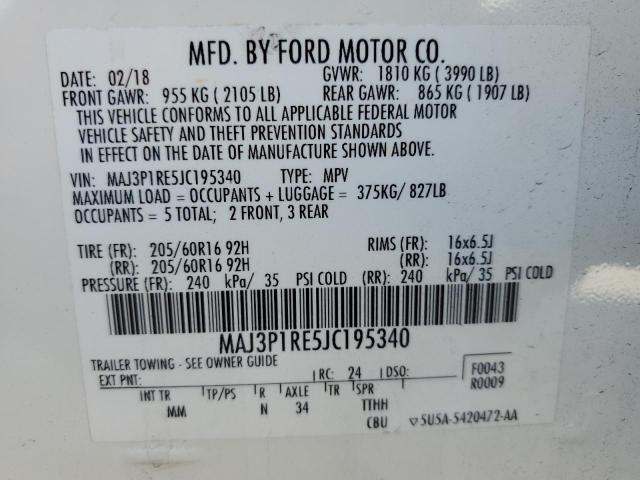 MFD. BY FORD MOTOR CO.
DATE: 02/18 GVWR: 1810 KG ( 3990 LB)
FRONT GAWR: 955 KG ( 2105 LB) REAR GAWR: 865 KG ( 1907 LB)
THIS VEHICLE CONFORMS TO ALL APPLICABLE FEDERAL MOTOR
VEHICLE SAFETY AND THEFT PREVENTION STANDARDS
IN EFFECT ON THE DATE OF MANUFACTURE SHOWN ABOVE.
VIN: MAJ3P1RE5JC195340 TYPE: MPV
MAXIMUM LOAD = OCCUPANTS + LUGGAGE = 375KG/ 827LB
OCCUPANTS = 5 TOTAL; 2 FRONT, 3 REAR
TIRE (FR): 205/60R16 92H RIMS (FR): 16x6.5J
(RR): 205/60R16 92H (RR): 16x6.5J
PRESSURE (FR): 240 kPa/ 35 PSI COLD (RR): 240 kPa/ 35 PSI COLD
MAJ3P1RE5JC195340
TRAILER TOWING - SEE OWNER GUIDE
EXT PNT: RC: 24 DSO: F0043
R0009
INT TR TP/PS R AXLE TR SPR
MM N 34 TTHH
CBU ▽5U5A-5420472-AA